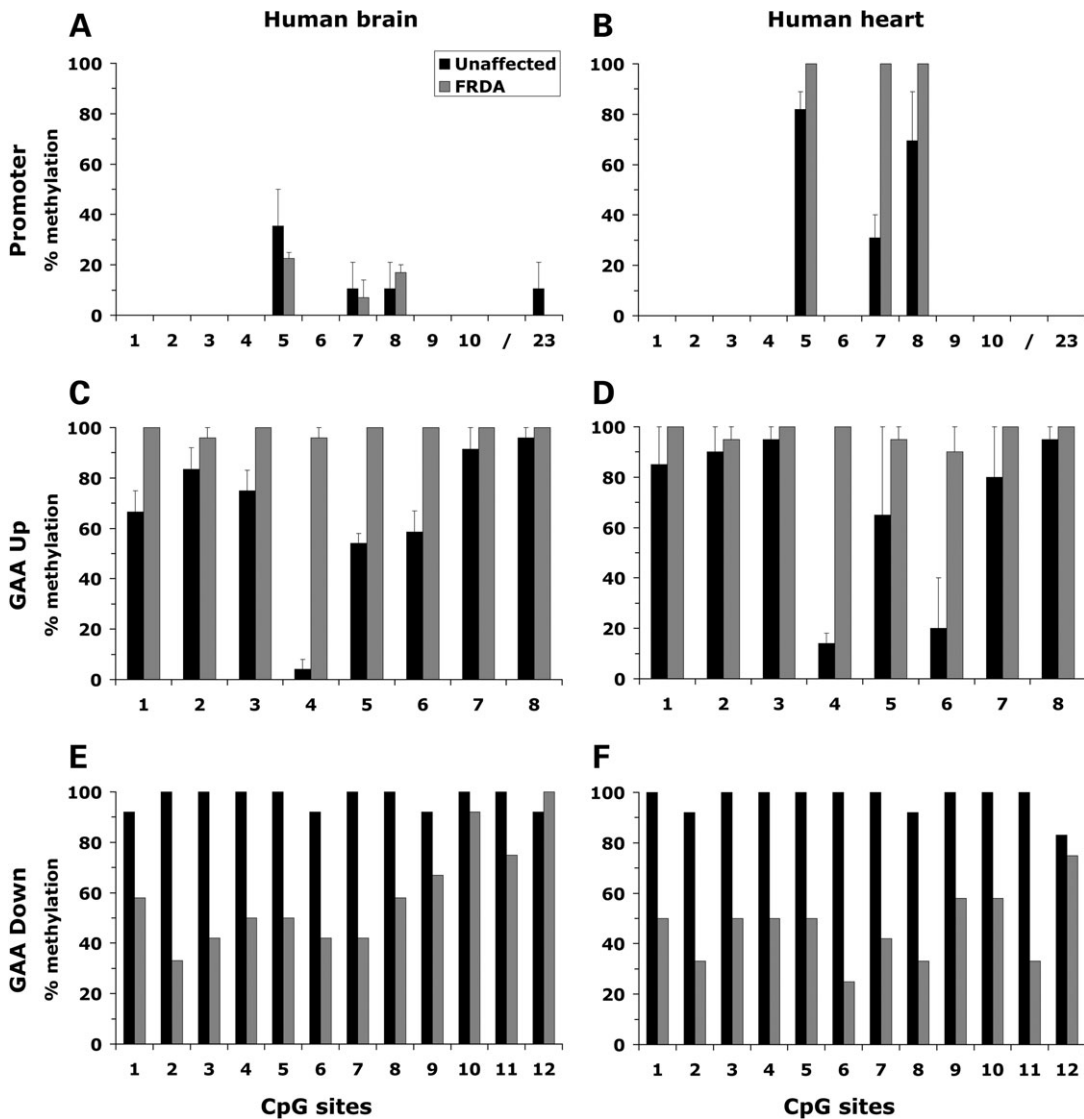 Human brain
Human heart
A
B
Unaffected
FRDA
Promoter
% methylation
100
80
60
40
20
0
1 2 3 4 5 6 7 8 9 10 / 23
100
80
60
40
20
0
1 2 3 4 5 6 7 8 9 10 / 23
C
D
GAA Up
% methylation
100
80
60
40
20
0
1 2 3 4 5 6 7 8
100
80
60
40
20
0
1 2 3 4 5 6 7 8
E
F
GAA Down
% methylation
100
80
60
40
20
0
1 2 3 4 5 6 7 8 9 10 11 12
100
80
60
40
20
0
1 2 3 4 5 6 7 8 9 10 11 12
CpG sites
CpG sites